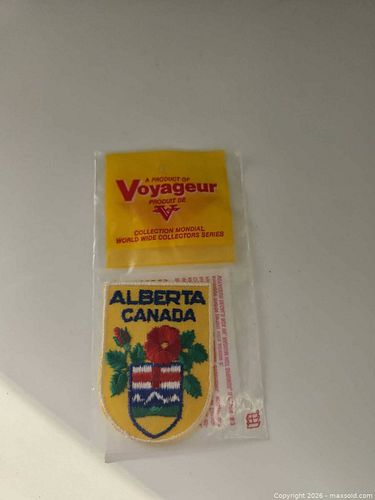 A PRODUCT OF
Voyageur
PRODUIT DE
COLLECTION MONDIAL
WORLD WIDE COLLECTORS SERIES
ALBERTA
CANADA
Copyright 2026 - maxsold.com